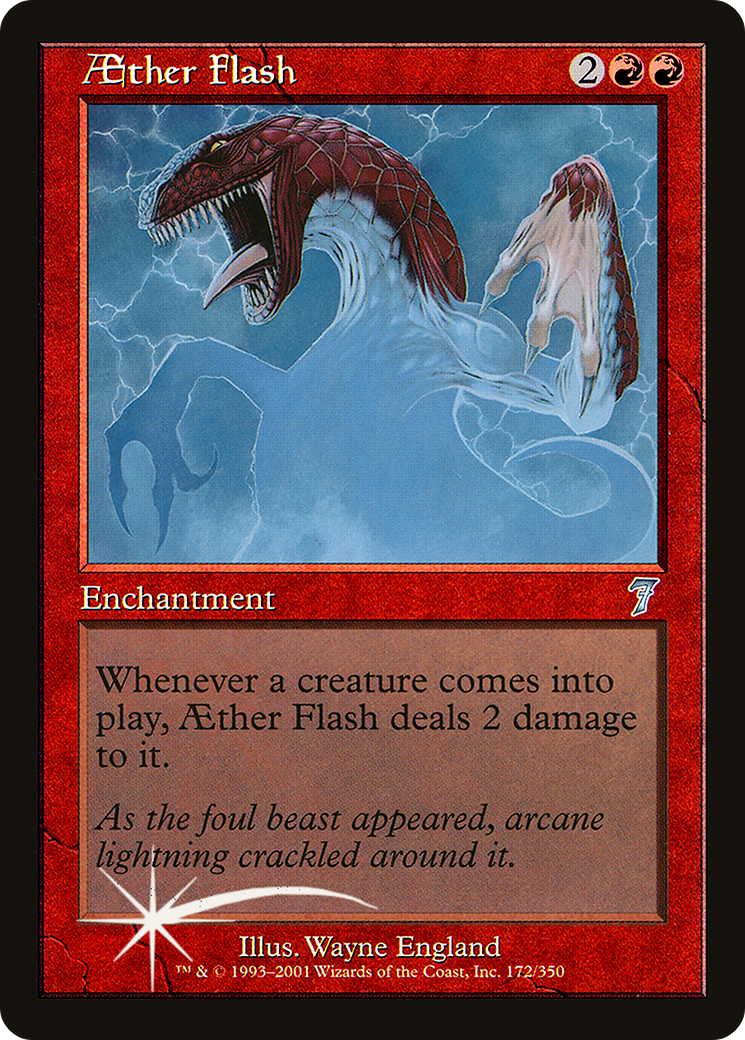 Æther Flash 2
Enchantment 7
Whenever a creature comes into
play, Æther Flash deals 2 damage
to it.
As the foul beast appeared, arcane
lightning crackled around it.
Illus. Wayne England
™ & © 1993–2001 Wizards of the Coast, Inc. 172/350